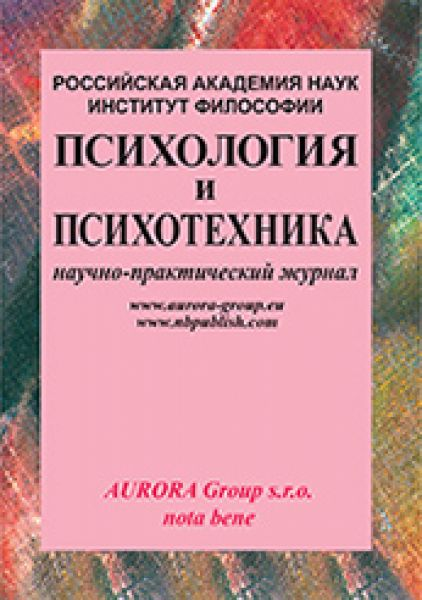 РОССИЙСКАЯ АКАДЕМИЯ НАУК
ИНСТИТУТ ФИЛОСОФИИ
ПСИХОЛОГИЯ
и
ПСИХОТЕХНИКА
научно-практический журнал
www.aurora-group.eu
www.nbpublish.com
AURORA Group s.r.o.
nota bene